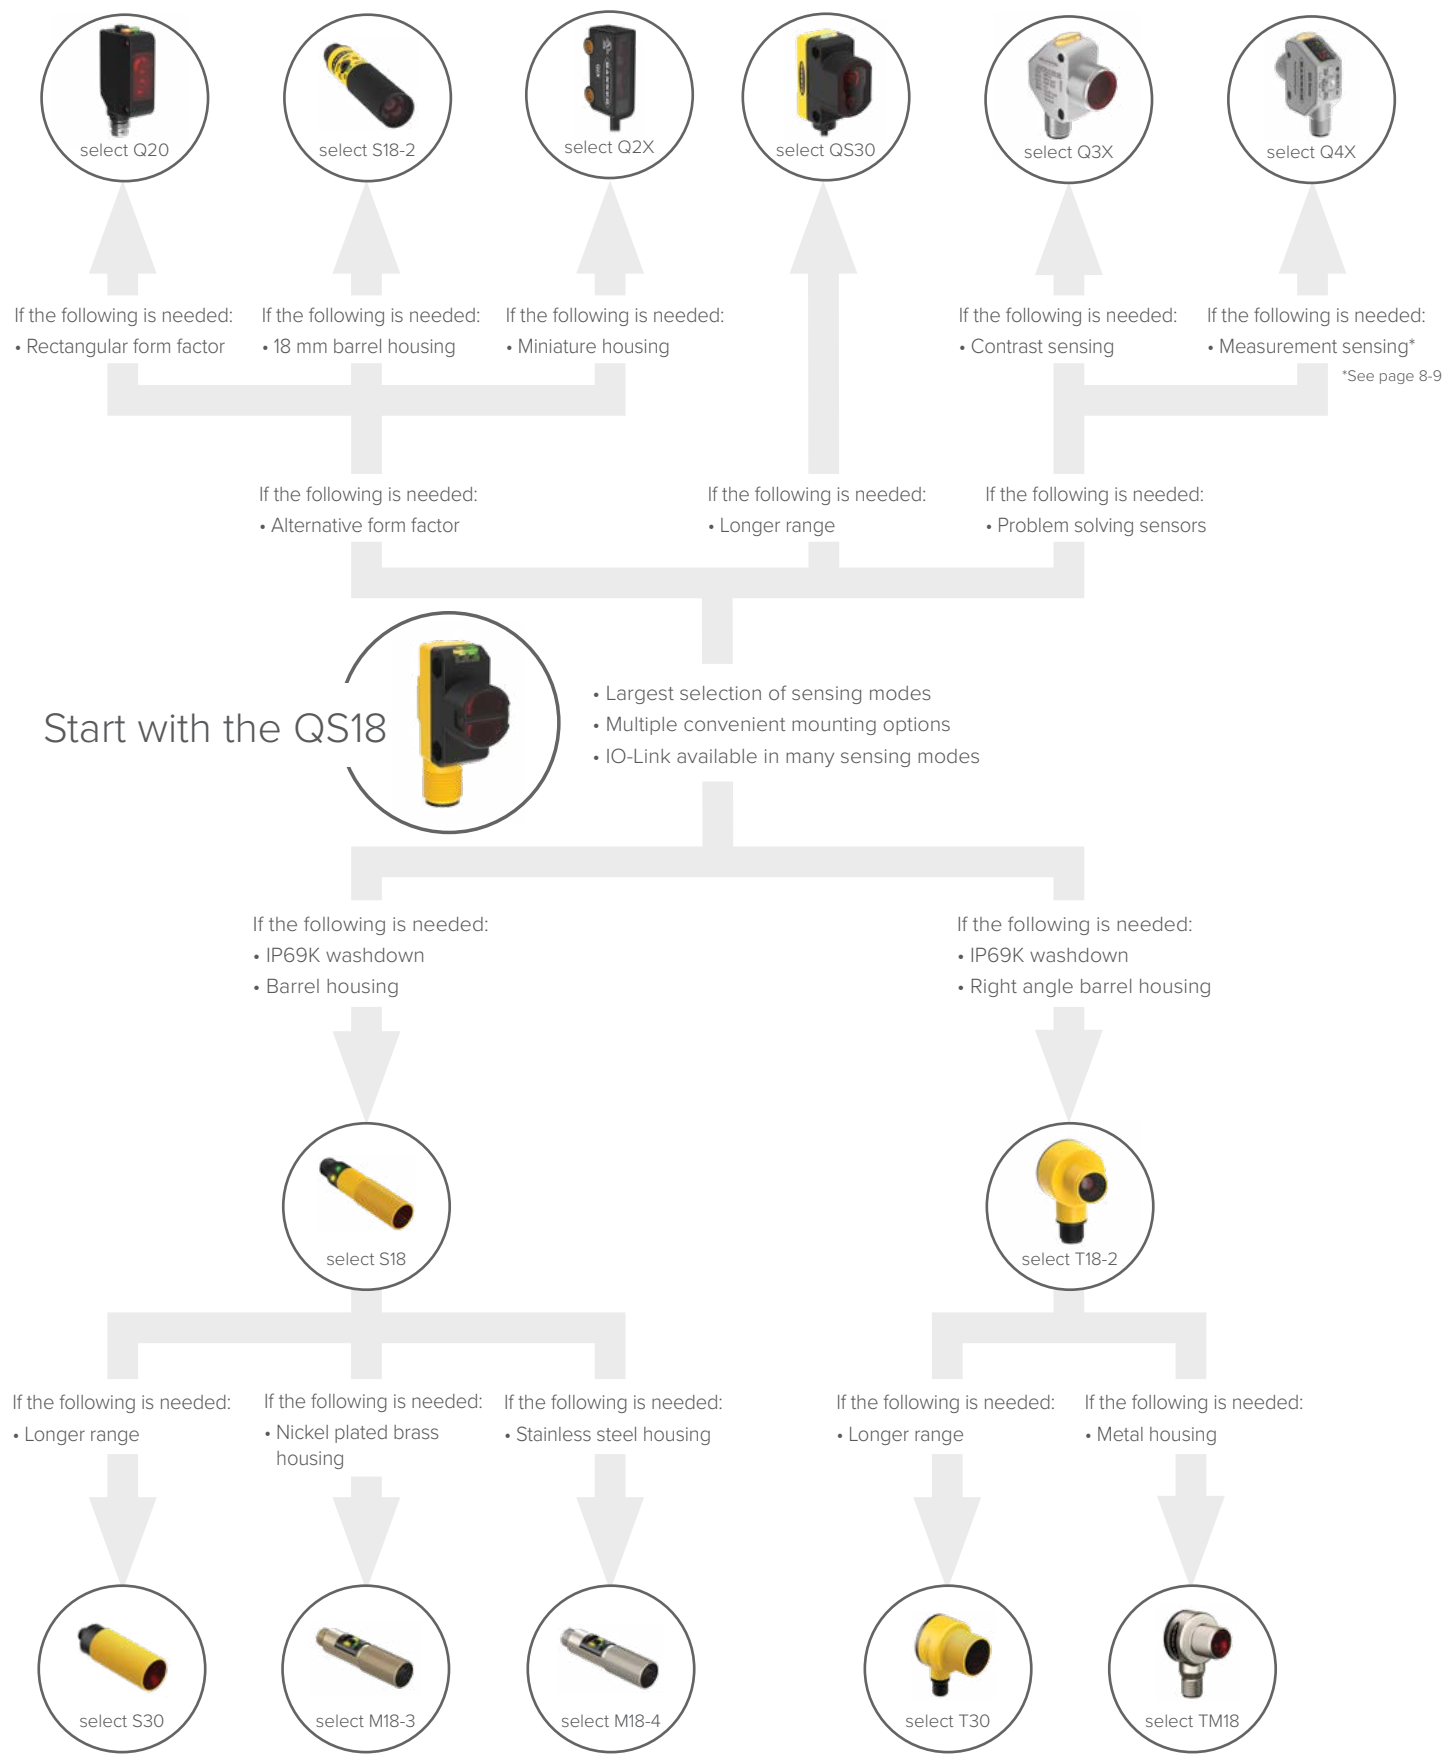 select Q20
select S18-2
select Q2X
select QS30
select Q3X
select Q4X
If the following is needed:
• Rectangular form factor
If the following is needed:
• 18 mm barrel housing
If the following is needed:
• Miniature housing
If the following is needed:
• Contrast sensing
If the following is needed:
• Measurement sensing*
*See page 8-9
If the following is needed:
• Alternative form factor
If the following is needed:
• Longer range
If the following is needed:
• Problem solving sensors
Start with the QS18
• Largest selection of sensing modes
• Multiple convenient mounting options
• IO-Link available in many sensing modes
If the following is needed:
• IP69K washdown
• Barrel housing
If the following is needed:
• IP69K washdown
• Right angle barrel housing
select S18
select T18-2
If the following is needed:
• Longer range
If the following is needed:
• Nickel plated brass
housing
If the following is needed:
• Stainless steel housing
If the following is needed:
• Longer range
If the following is needed:
• Metal housing
select S30
select M18-3
select M18-4
select T30
select TM18